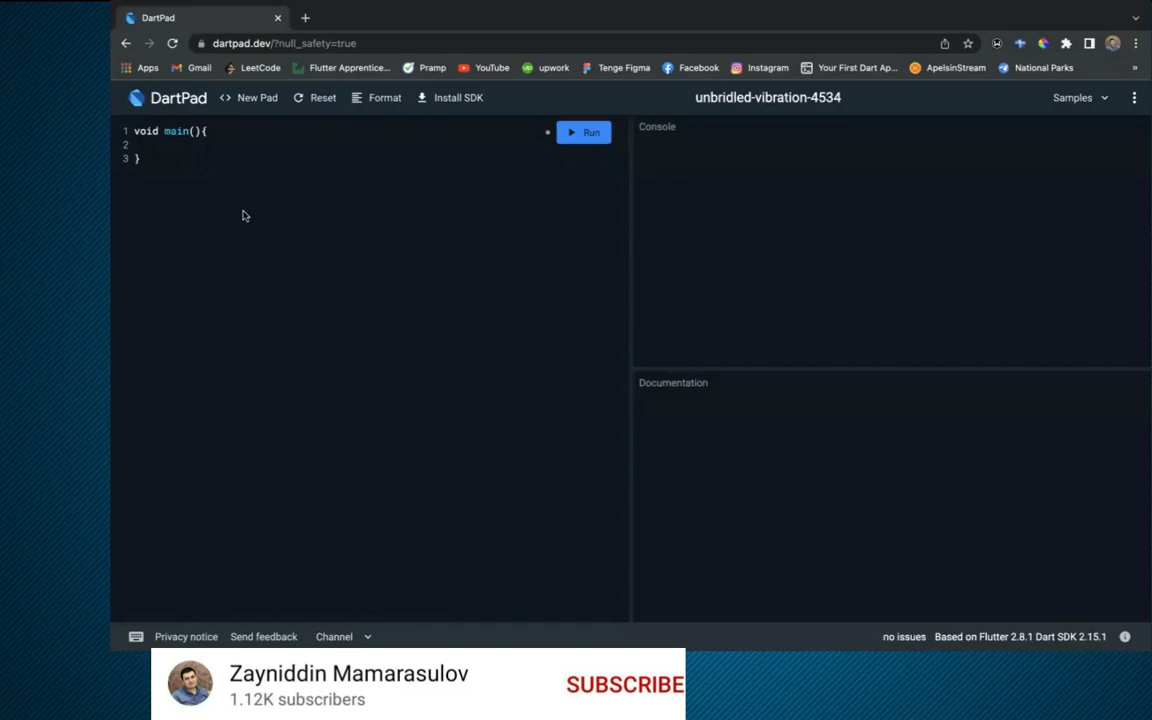 DartPad
dartpad.dev/?null_safety=true
Apps Gmail LeetCode Flutter Apprentice... Pramp YouTube upwork Tenge Figma Facebook Instagram Your First Dart Ap... ApelsinStream National Parks »
DartPad <> New Pad Reset Format Install SDK unbridled-vibration-4534 Samples
1 void main(){
2
3 }
Run
Console
Documentation
Privacy notice Send feedback Channel no issues Based on Flutter 2.8.1 Dart SDK 2.15.1
Zayniddin Mamarasulov
1.12K subscribers
SUBSCRIBE